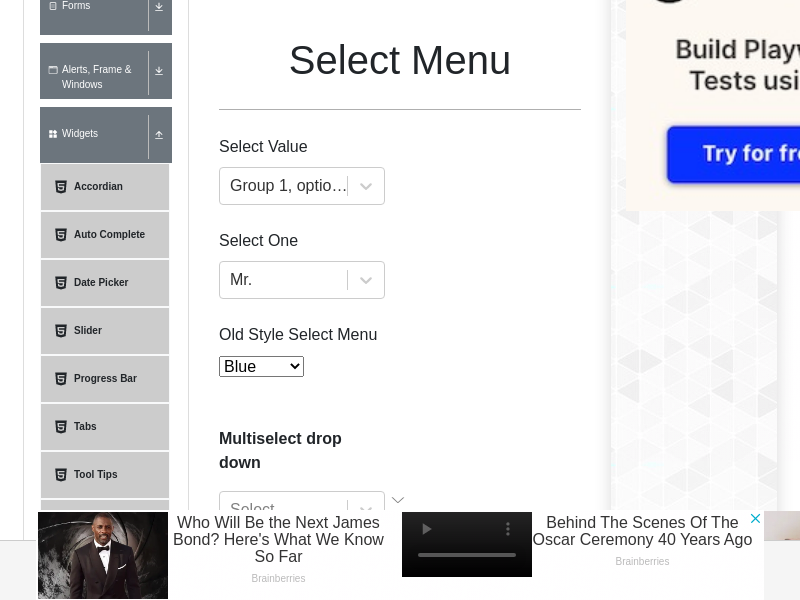 Forms
Alerts, Frame &
Windows
Widgets
Accordian
Auto Complete
Date Picker
Slider
Progress Bar
Tabs
Tool Tips
Select Menu
Select Value
Group 1, optio...
Select One
Mr.
Old Style Select Menu
Blue
Multiselect drop
down
Select...
Build Playw
Tests usi
Try for fre
Who Will Be the Next James
Bond? Here's What We Know
So Far
Brainberries
Behind The Scenes Of The
Oscar Ceremony 40 Years Ago
Brainberries